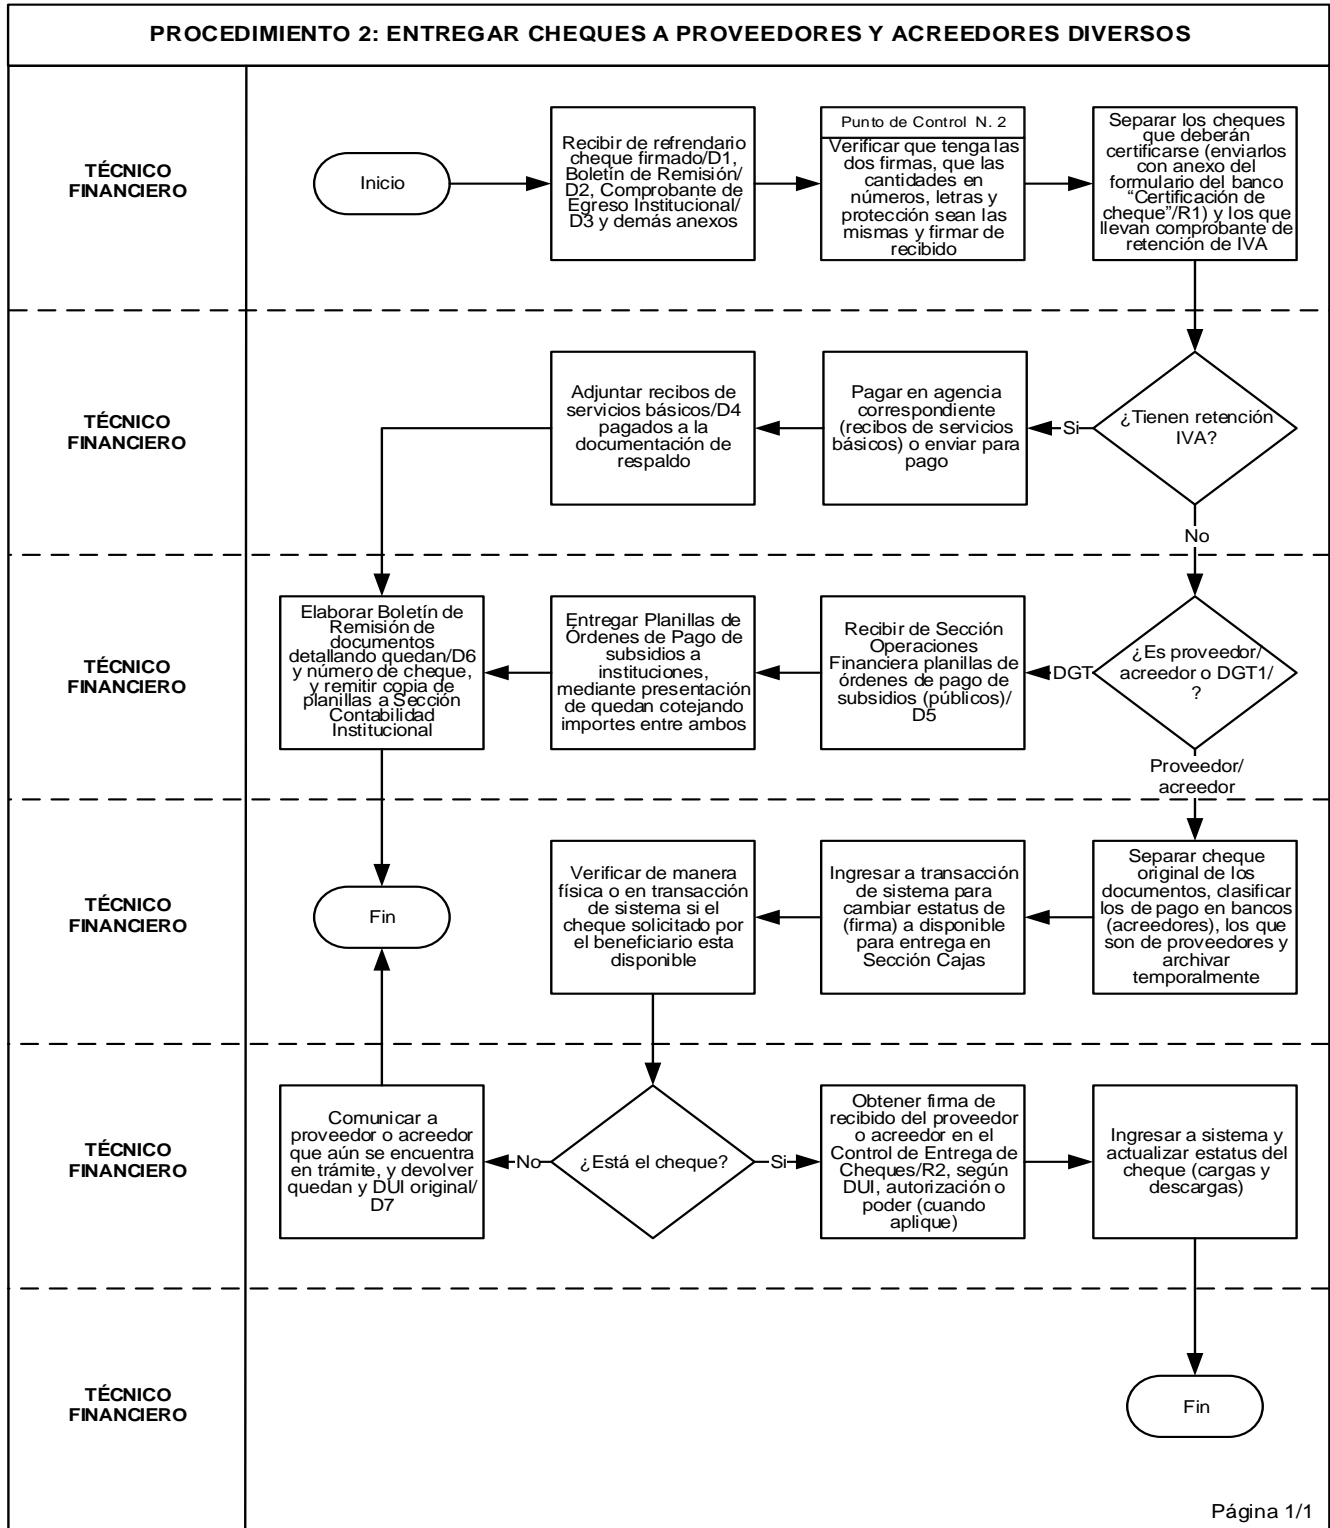 PROCEDIMIENTO 2: ENTREGAR CHEQUES A PROVEEDORES Y ACREEDORES DIVERSOS
TÉCNICO
FINANCIERO
Inicio
Recibir de refrendario
cheque firmado/D1,
Boletín de Remisión/
D2, Comprobante de
Egreso Institucional/
D3 y demás anexos
Punto de Control N. 2
Verificar que tenga las
dos firmas, que las
cantidades en
números, letras y
protección sean las
mismas y firmar de
recibido
Separar los cheques
que deberán
certificarse (enviarlos
con anexo del
formulario del banco
“Certificación de
cheque”/R1) y los que
llevan comprobante de
retención de IVA
TÉCNICO
FINANCIERO
Adjuntar recibos de
servicios básicos/D4
pagados a la
documentación de
respaldo
Pagar en agencia
correspondiente
(recibos de servicios
básicos) o enviar para
pago
Si
¿Tienen retención
IVA?
No
TÉCNICO
FINANCIERO
Elaborar Boletín de
Remisión de
documentos
detallando quedan/D6
y número de cheque,
y remitir copia de
planillas a Sección
Contabilidad
Institucional
Entregar Planillas de
Órdenes de Pago de
subsidios a
instituciones,
mediante presentación
de quedan cotejando
importes entre ambos
Recibir de Sección
Operaciones
Financiera planillas de
órdenes de pago de
subsidios (públicos)/
D5
DGT
¿Es proveedor/
acreedor o DGT1/
?
Proveedor/
acreedor
TÉCNICO
FINANCIERO
Fin
Verificar de manera
física o en transacción
de sistema si el
cheque solicitado por
el beneficiario esta
disponible
Ingresar a transacción
de sistema para
cambiar estatus de
(firma) a disponible
para entrega en
Sección Cajas
Separar cheque
original de los
documentos, clasificar
los de pago en bancos
(acreedores), los que
son de proveedores y
archivar
temporalmente
TÉCNICO
FINANCIERO
Comunicar a
proveedor o acreedor
que aún se encuentra
en trámite, y devolver
quedan y DUI original/
D7
No
¿Está el cheque?
Si
Obtener firma de
recibido del proveedor
o acreedor en el
Control de Entrega de
Cheques/R2, según
DUI, autorización o
poder (cuando
aplique)
Ingresar a sistema y
actualizar estatus del
cheque (cargas y
descargas)
TÉCNICO
FINANCIERO
Fin
Página 1/1